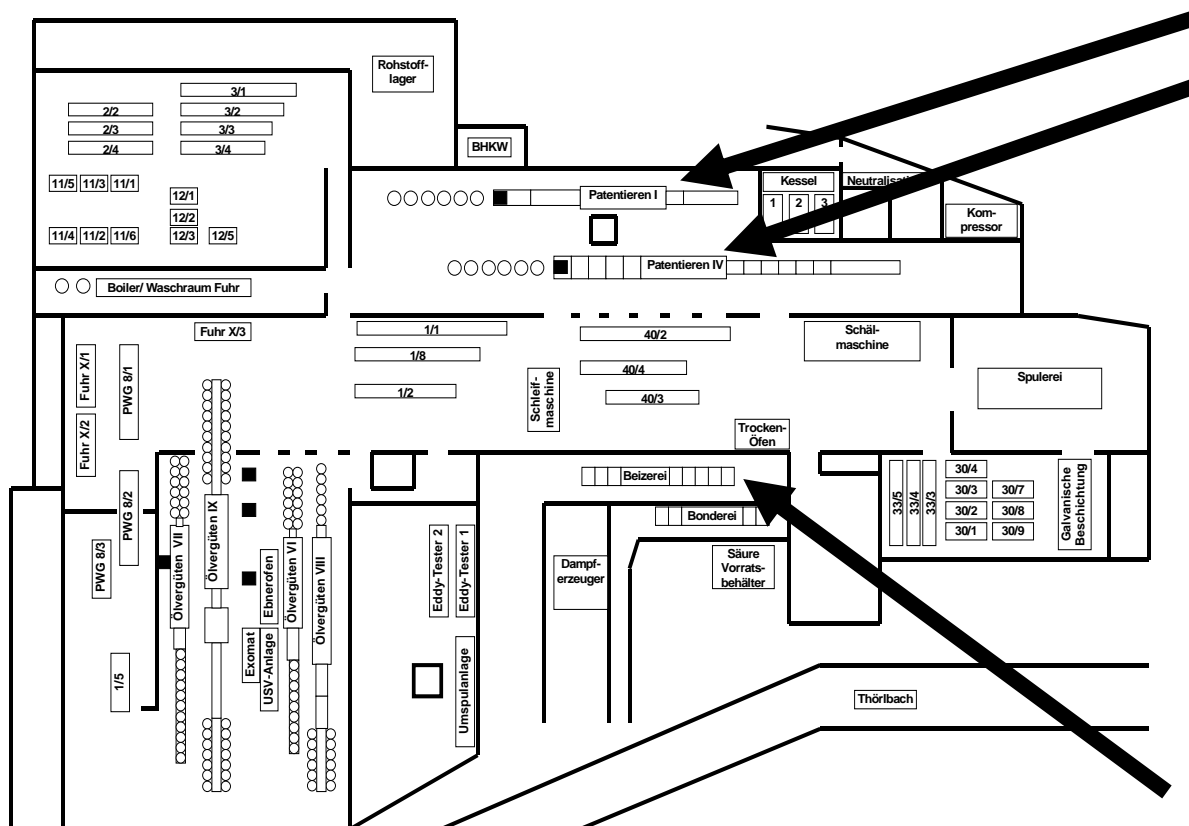 Rohstoff-
lager
3/1
2/2
3/2
2/3
3/3
2/4
3/4
BHKW
11/5
11/3
11/1
12/1
12/2
11/4
11/2
11/6
12/3
12/5
Patentieren I
Kessel
1
2
3
Neutralisati
Kom-
pressor
Patentieren IV
Boiler/ Waschraum Fuhr
Fuhr X/3
1/1
40/2
Schäl-
maschine
Fuhr X/1
PWG 8/1
1/8
40/4
Schleif-
maschine
Spulerei
1/2
40/3
Fuhr X/2
Trocken-
Öfen
PWG 8/2
Beizerei
33/5
33/4
33/3
30/4
30/3
30/7
30/2
30/8
30/1
30/9
Galvanische
Beschichtung
Bonderei
PWG 8/3
Ölvergüten VII
Ölvergüten IX
Ebnerofen
Ölvergüten VI
Ölvergüten VIII
Eddy-Tester 2
Eddy-Tester 1
Dampf-
erzeuger
Säure
Vorrats-
behälter
1/5
Exomat
USV-Anlage
Umspulanlage
Thörlbach